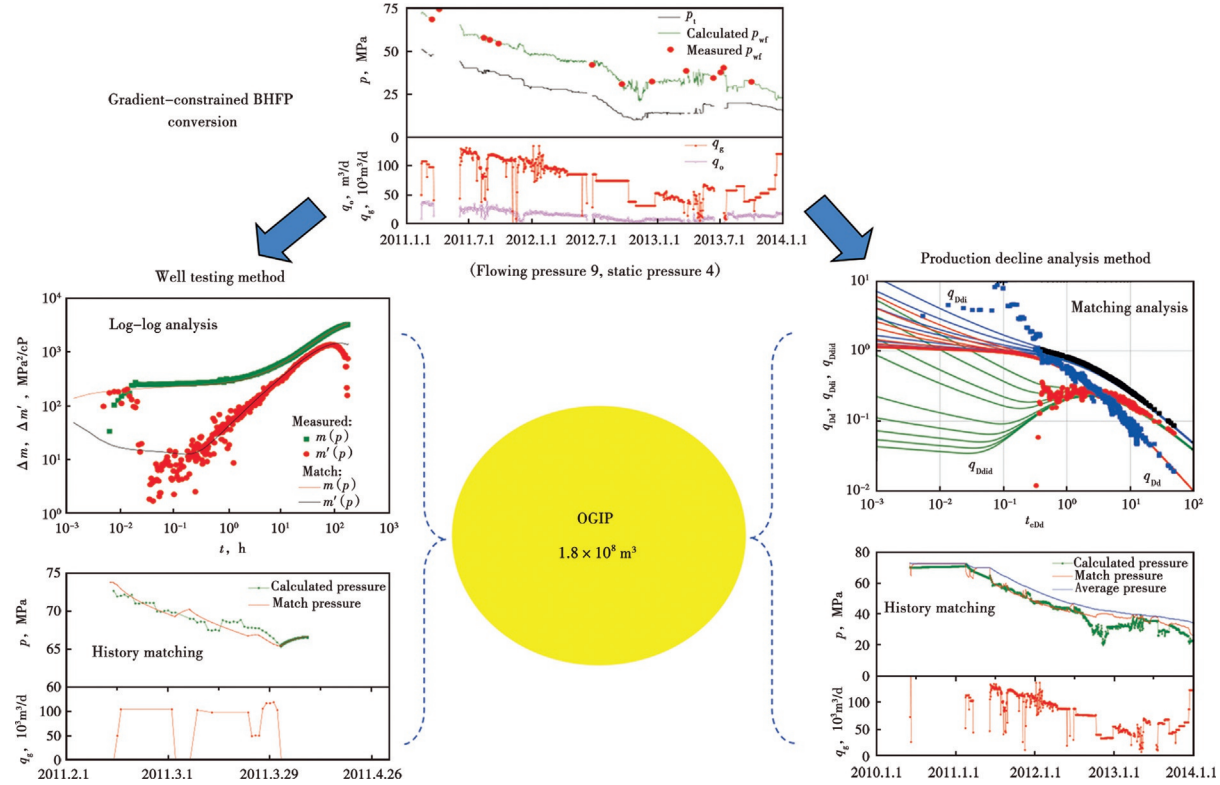 Gradient-constrained BHFP
conversion
75
50
25
0
p, MPa
p_t
Calculated p_wf
Measured p_wf
100
50
0
q_o, m³/d
q_g, 10³m³/d
q_g
q_o
2011.1.1 2011.7.1 2012.1.1 2012.7.1 2013.1.1 2013.7.1 2014.1.1
(Flowing pressure 9, static pressure 4)
Well testing method
Log-log analysis
10⁴
10³
10²
10¹
10⁰
Δm, Δm′, MPa²/cP
Measured:
m(p)
m′(p)
Match:
m(p)
m′(p)
10⁻³ 10⁻² 10⁻¹ 10⁰ 10¹ 10² 10³
t, h
75
70
65
60
p, MPa
Calculated pressure
Match pressure
History matching
100
50
0
q_g, 10³m³/d
2011.2.1 2011.3.1 2011.3.29 2011.4.26
OGIP
1.8 × 10⁸ m³
Production decline analysis method
Matching analysis
10¹
10⁰
10⁻¹
10⁻²
q_Dd, q_Ddi, q_Ddid
q_Ddi
q_Ddid
q_Dd
10⁻³ 10⁻² 10⁻¹ 10⁰ 10¹ 10²
t_cDd
80
60
40
20
0
p, MPa
Calculated pressure
Match pressure
Average presure
History matching
100
50
0
q_g, 10³m³/d
2010.1.1 2011.1.1 2012.1.1 2013.1.1 2014.1.1